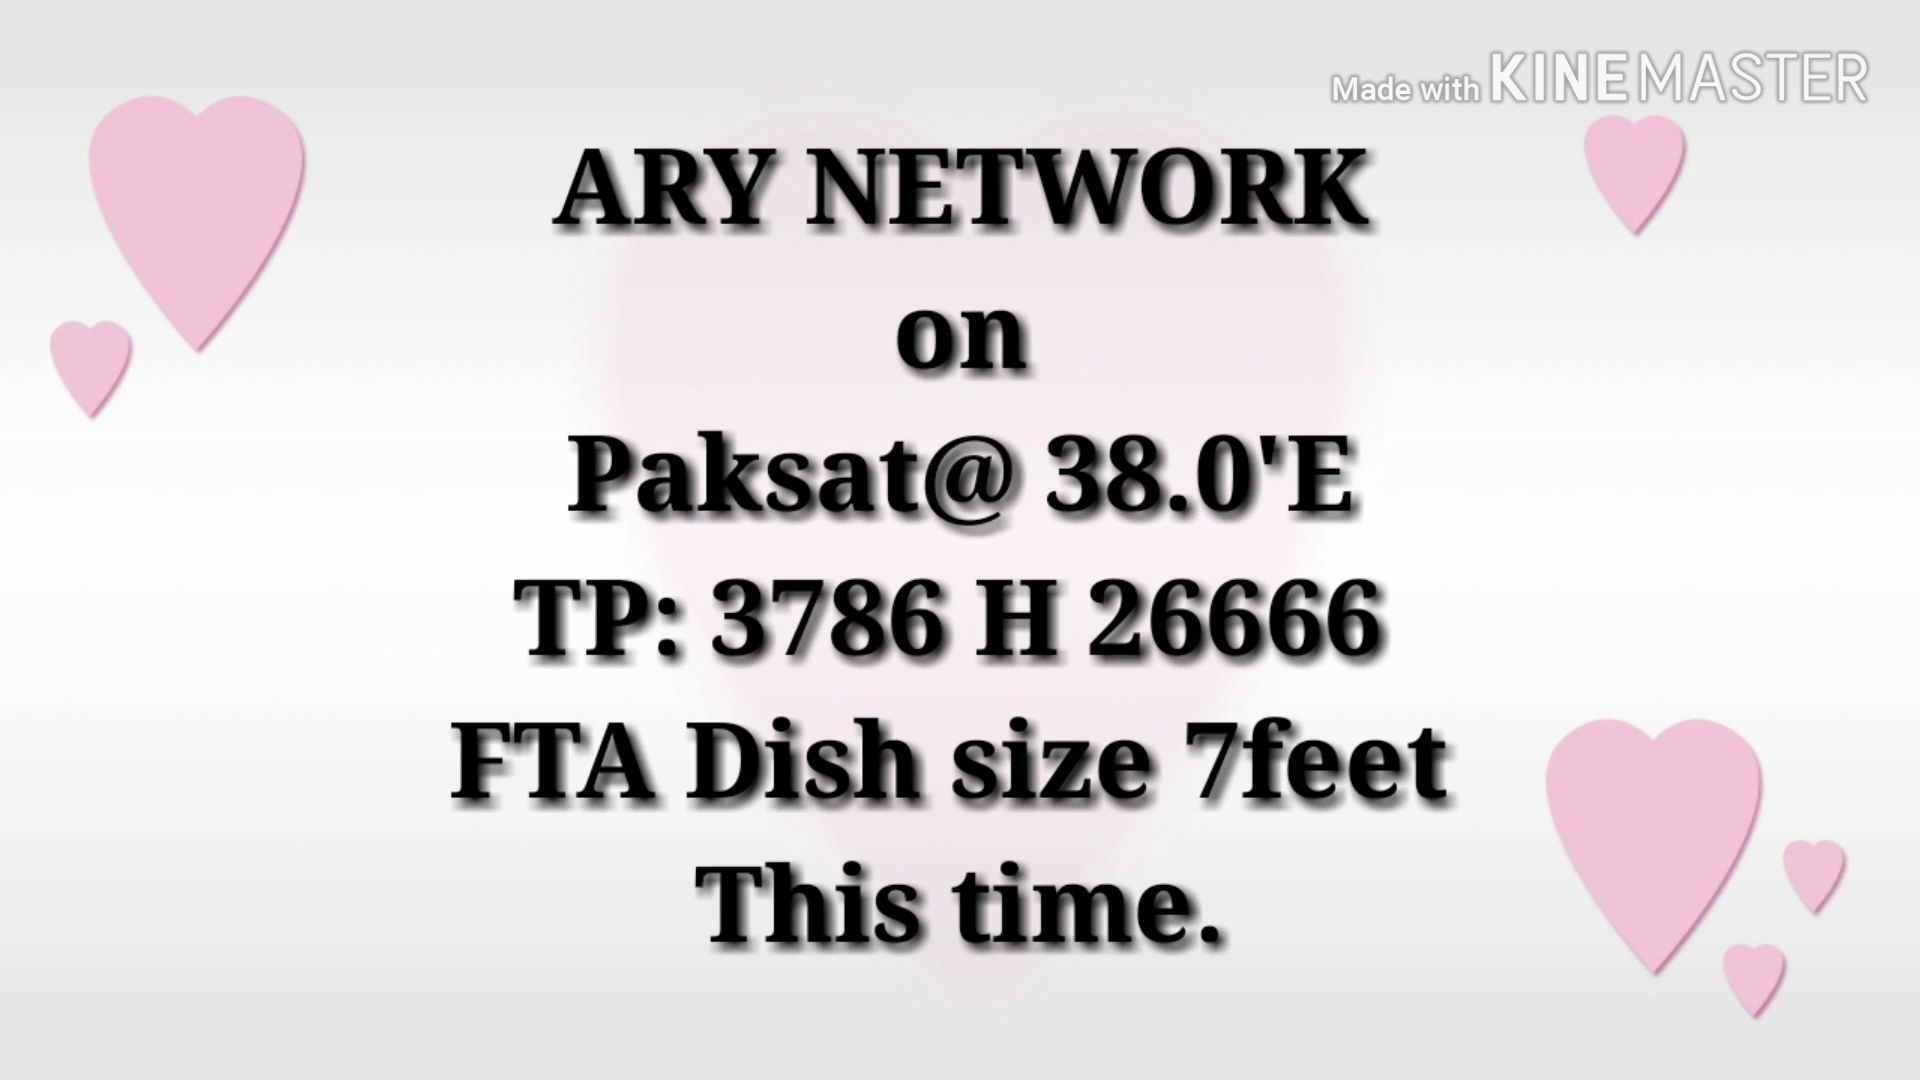 Made with KINEMASTER
ARY NETWORK
on
Paksat@ 38.0'E
TP: 3786 H 26666
FTA Dish size 7feet
This time.